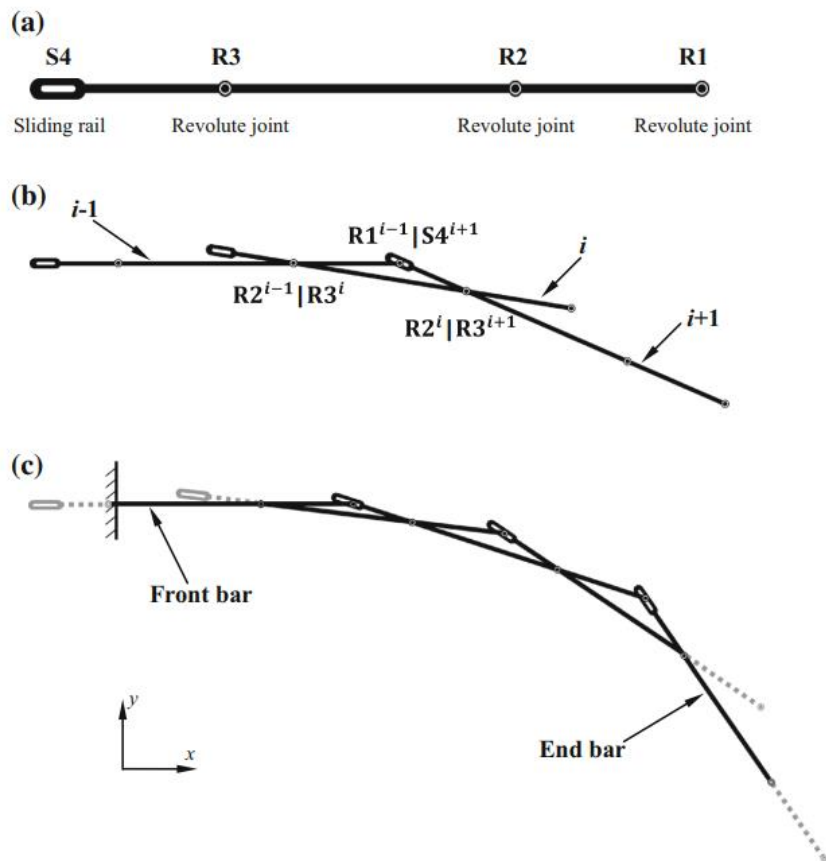 (a)
S4 R3 R2 R1
Sliding rail Revolute joint Revolute joint Revolute joint
(b)
i-1
R1^{i−1}|S4^{i+1}
i
R2^{i−1}|R3^{i}
R2^{i}|R3^{i+1}
i+1
(c)
Front bar
y
x
End bar